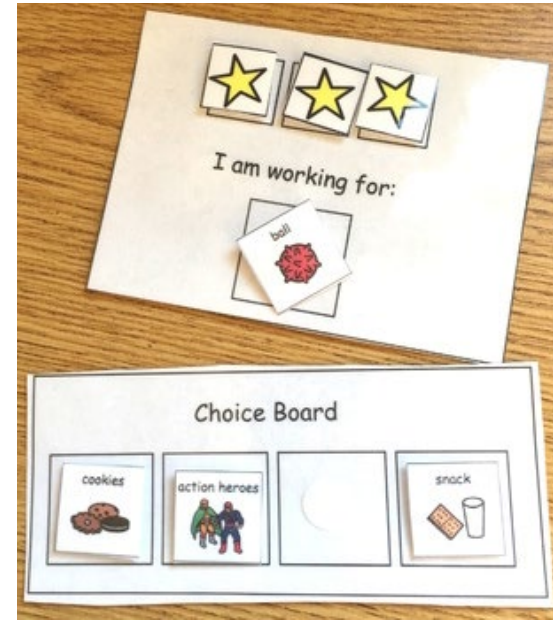 I am working for:
ball
Choice Board
cookies
action heroes
snack